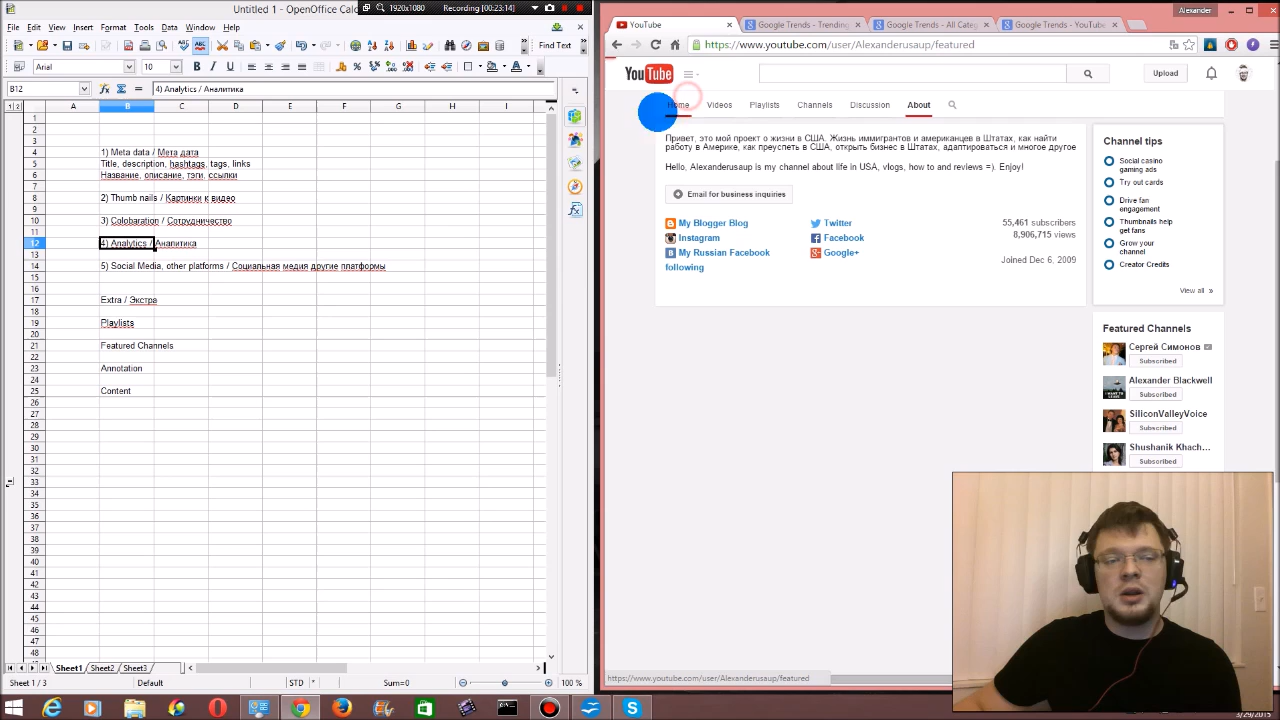 Untitled 1 - OpenOffice Calc
1920x1080
Recording [00:23:14]
File Edit View Insert Format Tools
Find Text
10
B12
4) Analytics / Аналитика
A B C D E F G H I
1) Meta data / Мета дата
Title, description, hashtags, tags, links
Название, описание, тэги, ссылки
2) Thumb nails / Картинки к видео
3) Coloboration / Сотрудничество
4) Analytics / Аналитика
5) Social Media, other platforms / социальная медия другие платформы
Extra / Экстра
Playlists
Featured Channels
Annotation
Content
Sheet1 Sheet2 Sheet3
Sheet 1 / 3
Default
STD
*
Sum=0
100 %
Alexander
YouTube
Google Trends - Trending
Google Trends - All Categ
Google Trends - YouTube
https://www.youtube.com/user/Alexanderusaup/featured
YouTube
Upload
Home Videos Playlists Channels Discussion About
Привет, это мой проект о жизни в США, Жизнь иммигрантов и американцев в Штатах, как найти
работу в Америке, как преуспеть в США, открыть бизнес в Штатах, адаптироваться и многое другое
Hello, Alexanderusaup is my channel about life in USA, vlogs, how to and reviews =). Enjoy!
Email for business inquiries
My Blogger Blog
Twitter
55,461 subscribers
Instagram
Facebook
8,906,715 views
My Russian Facebook
Google+
Joined Dec 6, 2009
following
Channel tips
Social casino
gaming ads
Try out cards
Drive fan
engagement
Thumbnails help
get fans
Grow your
channel
Creator Credits
View all »
Featured Channels
Сергей Симонов
Subscribed
Alexander Blackwell
Subscribed
SiliconValleyVoice
Subscribed
Shushanik Khach...
Subscribed
https://www.youtube.com/user/Alexanderusaup/featured
3/29/2015